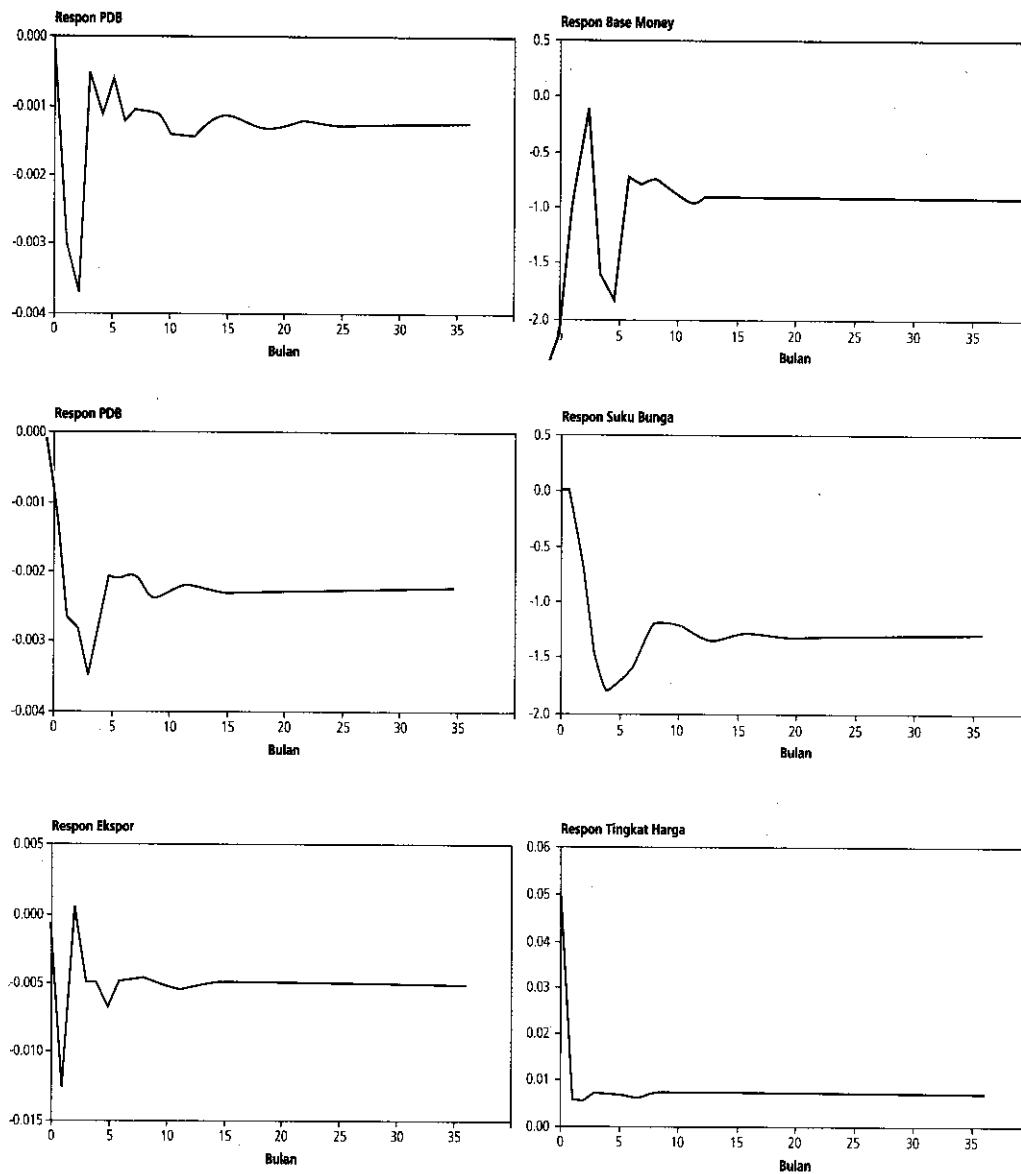 Respon PDB
0.000
-0.001
-0.002
-0.003
-0.004
0 5 10 15 20 25 30 35
Bulan
Respon Base Money
0.5
0.0
-0.5
-1.0
-1.5
-2.0
0 5 10 15 20 25 30 35
Bulan
Respon PDB
0.000
-0.001
-0.002
-0.003
-0.004
0 5 10 15 20 25 30 35
Bulan
Respon Suku Bunga
0.5
0.0
-0.5
-1.0
-1.5
-2.0
0 5 10 15 20 25 30 35
Bulan
Respon Ekspor
0.005
0.000
-0.005
-0.010
-0.015
0 5 10 15 20 25 30 35
Bulan
Respon Tingkat Harga
0.06
0.05
0.04
0.03
0.02
0.01
0.00
0 5 10 15 20 25 30 35
Bulan